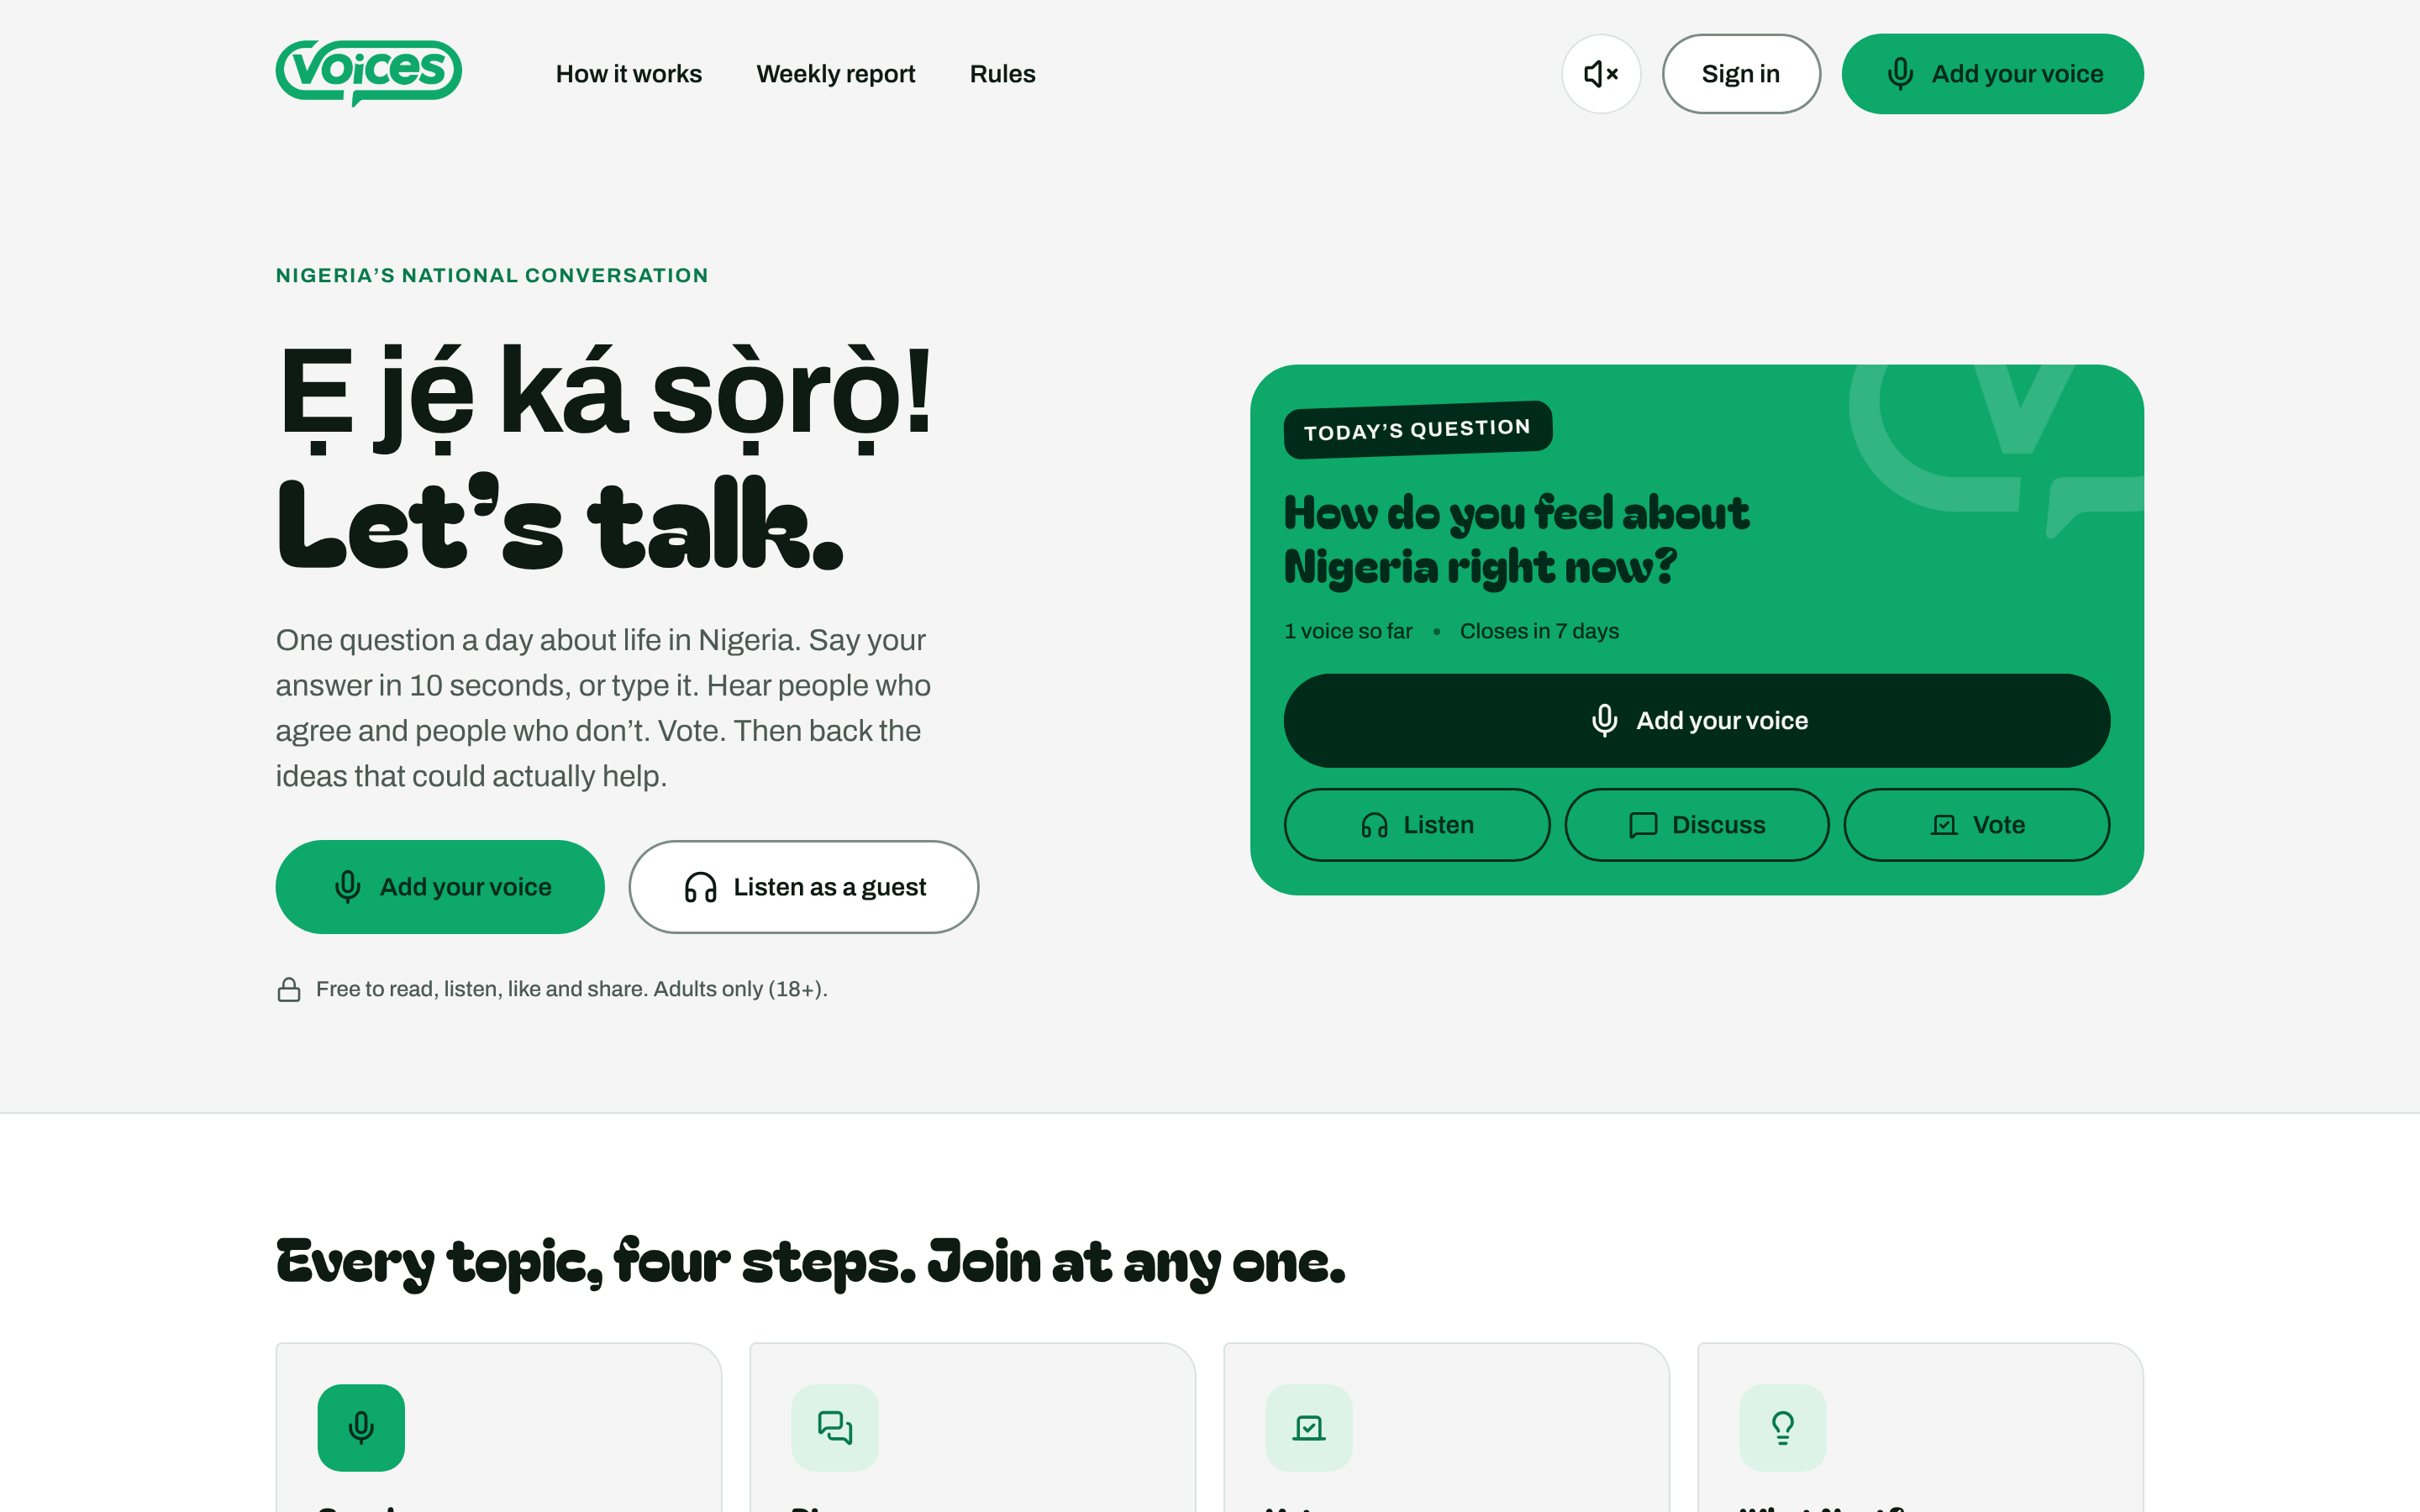 Voices
How it works
Weekly report
Rules
Sign in
Add your voice
NIGERIA’S NATIONAL CONVERSATION
Ẹ jẹ́ ká sọ̀rọ̀!
Let’s talk.
One question a day about life in Nigeria. Say your
answer in 10 seconds, or type it. Hear people who
agree and people who don’t. Vote. Then back the
ideas that could actually help.
Add your voice
Listen as a guest
Free to read, listen, like and share. Adults only (18+).
TODAY’S QUESTION
How do you feel about
Nigeria right now?
1 voice so far • Closes in 7 days
Add your voice
Listen
Discuss
Vote
Every topic, four steps. Join at any one.